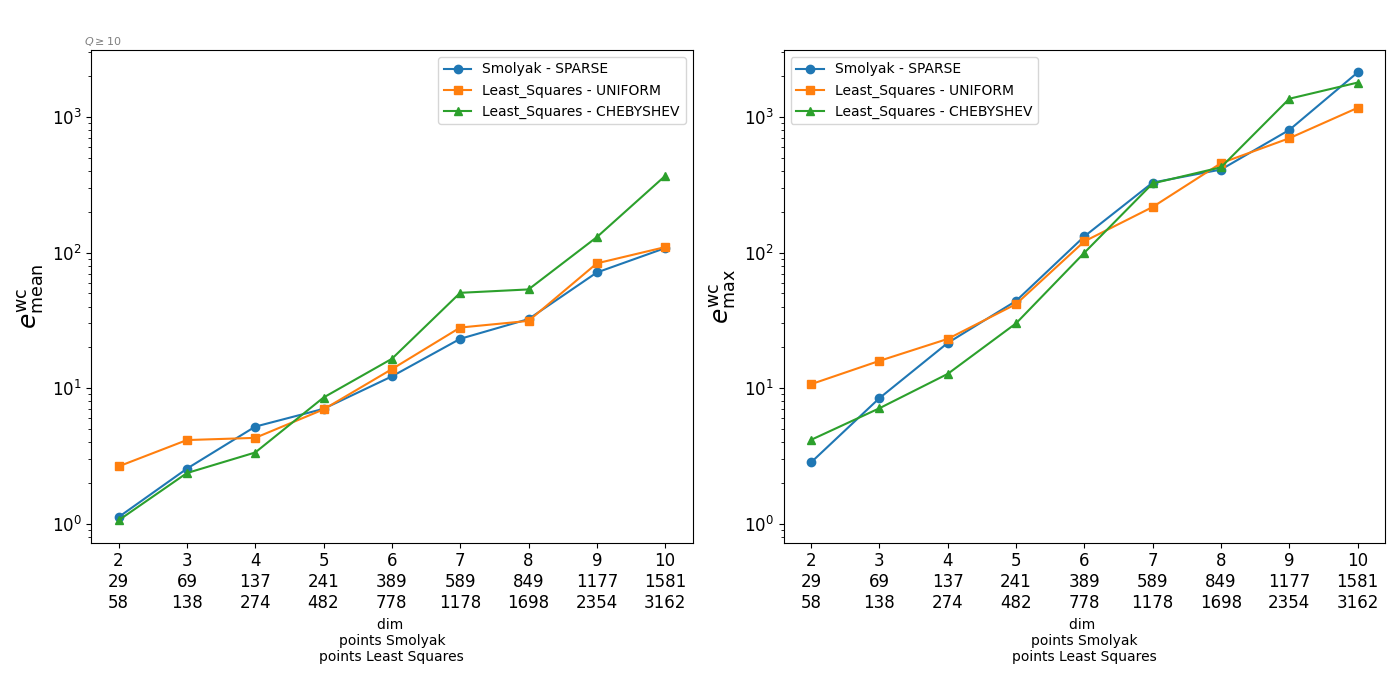 Q ≥ 10
Smolyak - SPARSE
Least_Squares - UNIFORM
Least_Squares - CHEBYSHEV
10³
10²
10¹
10⁰
e^wc_mean
2 3 4 5 6 7 8 9 10
29 69 137 241 389 589 849 1177 1581
58 138 274 482 778 1178 1698 2354 3162
dim
points Smolyak
points Least Squares
Smolyak - SPARSE
Least_Squares - UNIFORM
Least_Squares - CHEBYSHEV
10³
10²
10¹
10⁰
e^wc_max
2 3 4 5 6 7 8 9 10
29 69 137 241 389 589 849 1177 1581
58 138 274 482 778 1178 1698 2354 3162
dim
points Smolyak
points Least Squares